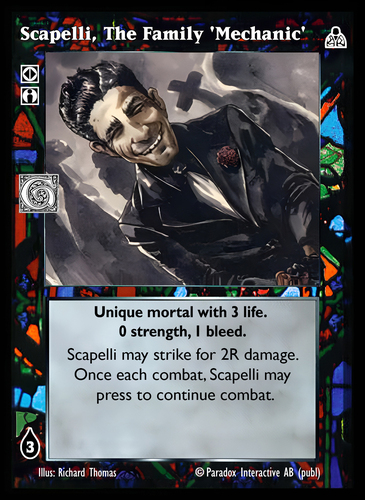 Scapelli, The Family 'Mechanic'
Unique mortal with 3 life.
0 strength, 1 bleed.
Scapelli may strike for 2R damage.
Once each combat, Scapelli may
press to continue combat.
3
Illus: Richard Thomas © Paradox Interactive AB (publ)